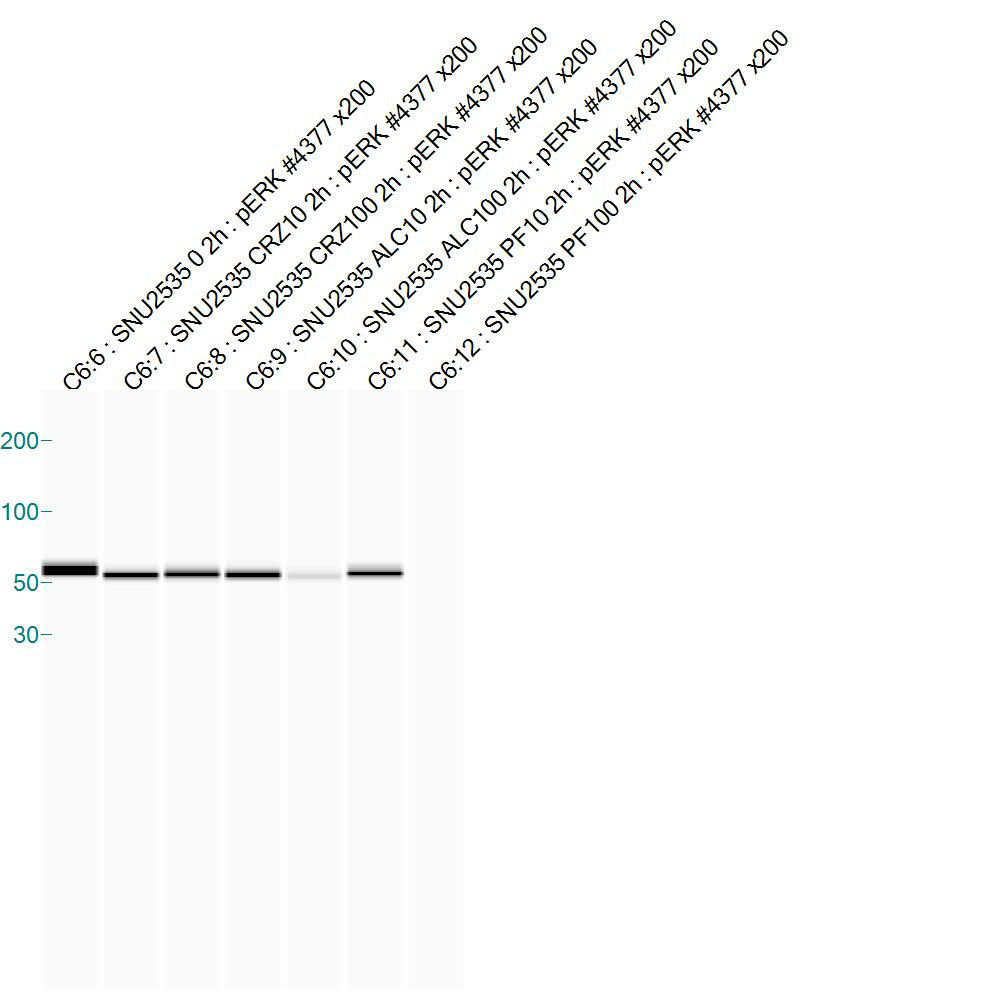 C6:6 : SNU2535 0 2h : pERK #4377 x200
C6:7 : SNU2535 CRZ10 2h : pERK #4377 x200
C6:8 : SNU2535 CRZ100 2h : pERK #4377 x200
C6:9 : SNU2535 ALC10 2h : pERK #4377 x200
C6:10 : SNU2535 ALC100 2h : pERK #4377 x200
C6:11 : SNU2535 PF10 2h : pERK #4377 x200
C6:12 : SNU2535 PF100 2h : pERK #4377 x200
200
100
50
30